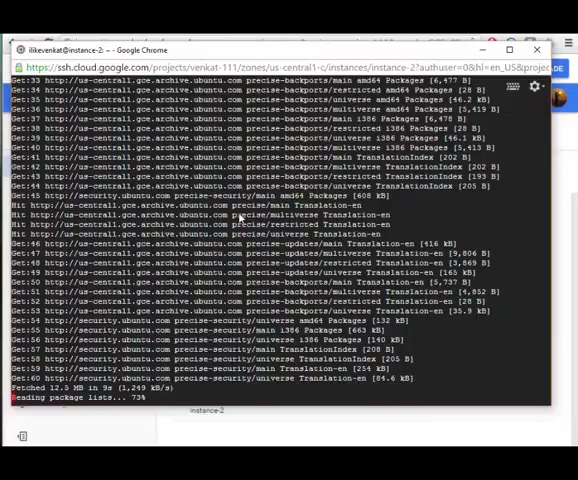 ilikevenkat@instance-2: ~ - Google Chrome
https://ssh.cloud.google.com/projects/venkat-111/zones/us-central1-c/instances/instance-2?authuser=0&hl=en_US&projec
Get:33 http://us-central1.gce.archive.ubuntu.com precise-backports/main amd64 Packages [6,477 B]
Get:34 http://us-central1.gce.archive.ubuntu.com precise-backports/restricted amd64 Packages [28 B]
Get:35 http://us-central1.gce.archive.ubuntu.com precise-backports/universe amd64 Packages [46.2 kB]
Get:36 http://us-central1.gce.archive.ubuntu.com precise-backports/multiverse amd64 Packages [5,419 B]
Get:37 http://us-central1.gce.archive.ubuntu.com precise-backports/main i386 Packages [6,478 B]
Get:38 http://us-central1.gce.archive.ubuntu.com precise-backports/restricted i386 Packages [28 B]
Get:39 http://us-central1.gce.archive.ubuntu.com precise-backports/universe i386 Packages [46.1 kB]
Get:40 http://us-central1.gce.archive.ubuntu.com precise-backports/multiverse i386 Packages [5,413 B]
Get:41 http://us-central1.gce.archive.ubuntu.com precise-backports/main TranslationIndex [202 B]
Get:42 http://us-central1.gce.archive.ubuntu.com precise-backports/multiverse TranslationIndex [202 B]
Get:43 http://us-central1.gce.archive.ubuntu.com precise-backports/restricted TranslationIndex [193 B]
Get:44 http://us-central1.gce.archive.ubuntu.com precise-backports/universe TranslationIndex [205 B]
Get:45 http://security.ubuntu.com precise-security/main amd64 Packages [608 kB]
Hit http://us-central1.gce.archive.ubuntu.com precise/main Translation-en
Hit http://us-central1.gce.archive.ubuntu.com precise/multiverse Translation-en
Hit http://us-central1.gce.archive.ubuntu.com precise/restricted Translation-en
Hit http://us-central1.gce.archive.ubuntu.com precise/universe Translation-en
Get:46 http://us-central1.gce.archive.ubuntu.com precise-updates/main Translation-en [416 kB]
Get:47 http://us-central1.gce.archive.ubuntu.com precise-updates/multiverse Translation-en [9,806 B]
Get:48 http://us-central1.gce.archive.ubuntu.com precise-updates/restricted Translation-en [3,869 B]
Get:49 http://us-central1.gce.archive.ubuntu.com precise-updates/universe Translation-en [165 kB]
Get:50 http://us-central1.gce.archive.ubuntu.com precise-backports/main Translation-en [5,737 B]
Get:51 http://us-central1.gce.archive.ubuntu.com precise-backports/multiverse Translation-en [4,852 B]
Get:52 http://us-central1.gce.archive.ubuntu.com precise-backports/restricted Translation-en [28 B]
Get:53 http://us-central1.gce.archive.ubuntu.com precise-backports/universe Translation-en [35.9 kB]
Get:54 http://security.ubuntu.com precise-security/universe amd64 Packages [132 kB]
Get:55 http://security.ubuntu.com precise-security/main i386 Packages [663 kB]
Get:56 http://security.ubuntu.com precise-security/universe i386 Packages [140 kB]
Get:57 http://security.ubuntu.com precise-security/main TranslationIndex [208 B]
Get:58 http://security.ubuntu.com precise-security/universe TranslationIndex [205 B]
Get:59 http://security.ubuntu.com precise-security/main Translation-en [254 kB]
Get:60 http://security.ubuntu.com precise-security/universe Translation-en [84.6 kB]
Fetched 12.5 MB in 9s (1,249 kB/s)
Reading package lists... 73%
instance-2